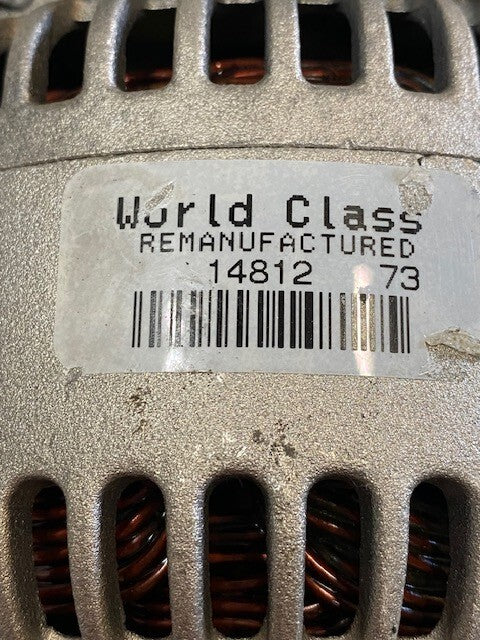 World Class
REMANUFACTURED
14812 73